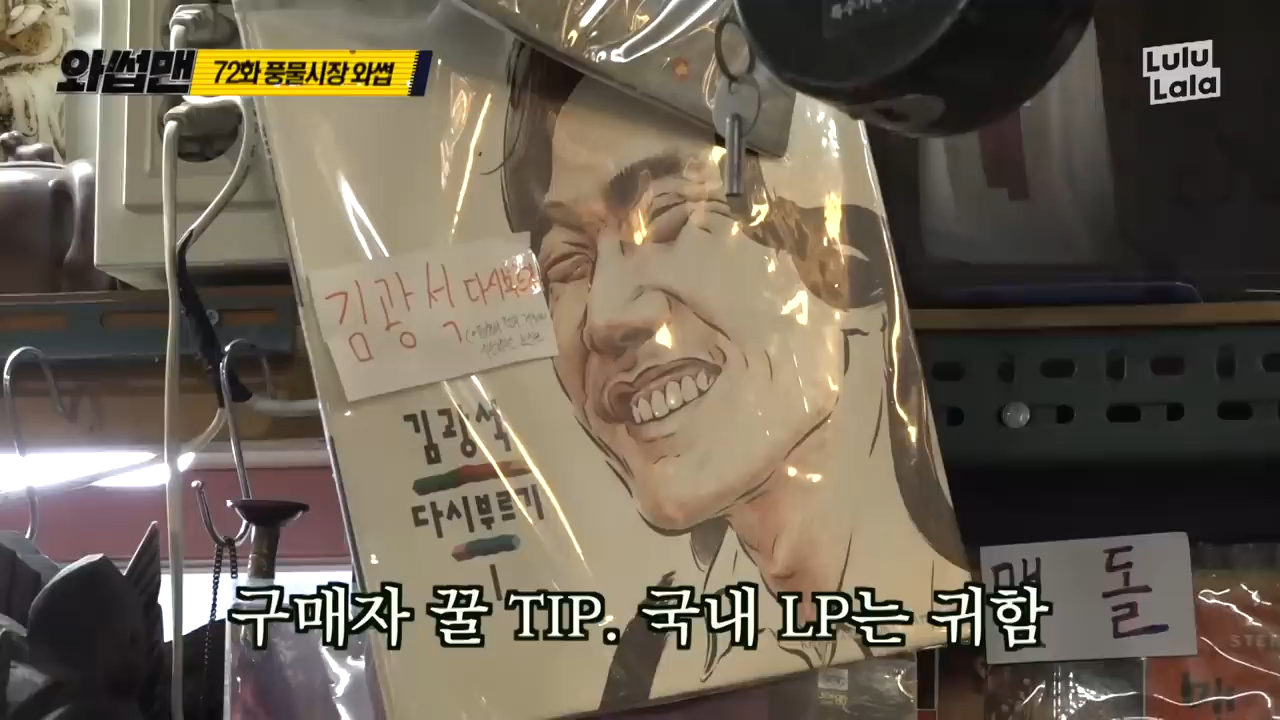 와썹맨
72화 풍물시장 와썹
Lulu
Lala
김광석 다시부르기
김광석
다시부르기
1
맷돌
구매자 꿀 TIP. 국내 LP는 귀함